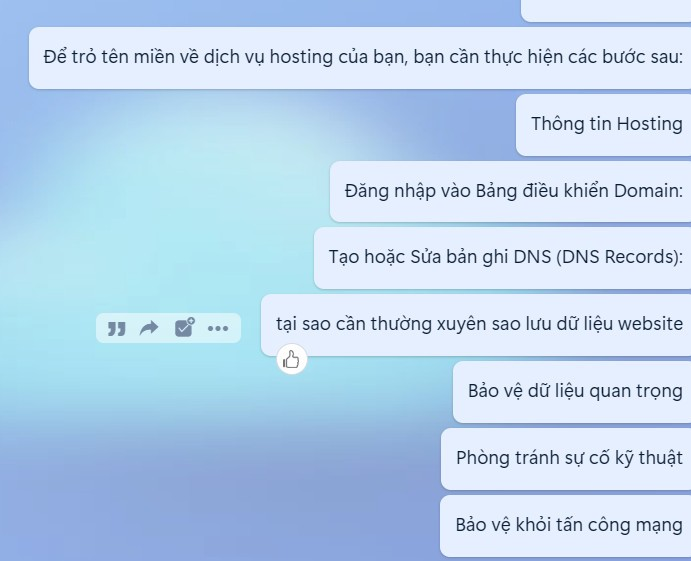 Để trỏ tên miền về dịch vụ hosting của bạn, bạn cần thực hiện các bước sau:
Thông tin Hosting
Đăng nhập vào Bảng điều khiển Domain:
Tạo hoặc Sửa bản ghi DNS (DNS Records):
tại sao cần thường xuyên sao lưu dữ liệu website
Bảo vệ dữ liệu quan trọng
Phòng tránh sự cố kỹ thuật
Bảo vệ khỏi tấn công mạng